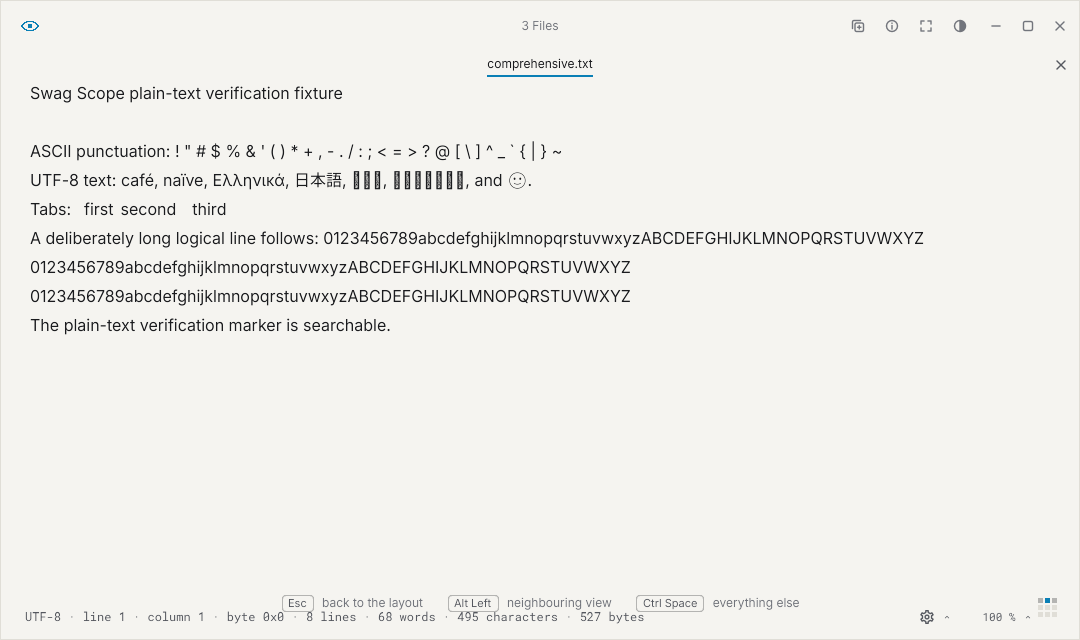 3 Files
comprehensive.txt
Swag Scope plain-text verification fixture
ASCII punctuation: ! " # $ % & ' ( ) * + , - . / : ; < = > ? @ [ \ ] ^ _ ` { | } ~
UTF-8 text: café, naïve, Ελληνικά, 日本語, , , and ☺.
Tabs: first second third
A deliberately long logical line follows: 0123456789abcdefghijklmnopqrstuvwxyzABCDEFGHIJKLMNOPQRSTUVWXYZ
0123456789abcdefghijklmnopqrstuvwxyzABCDEFGHIJKLMNOPQRSTUVWXYZ
0123456789abcdefghijklmnopqrstuvwxyzABCDEFGHIJKLMNOPQRSTUVWXYZ
The plain-text verification marker is searchable.
Esc back to the layout Alt Left neighbouring view Ctrl Space everything else
UTF-8 · line 1 · column 1 · byte 0x0 · 8 lines · 68 words · 495 characters · 527 bytes 100 %